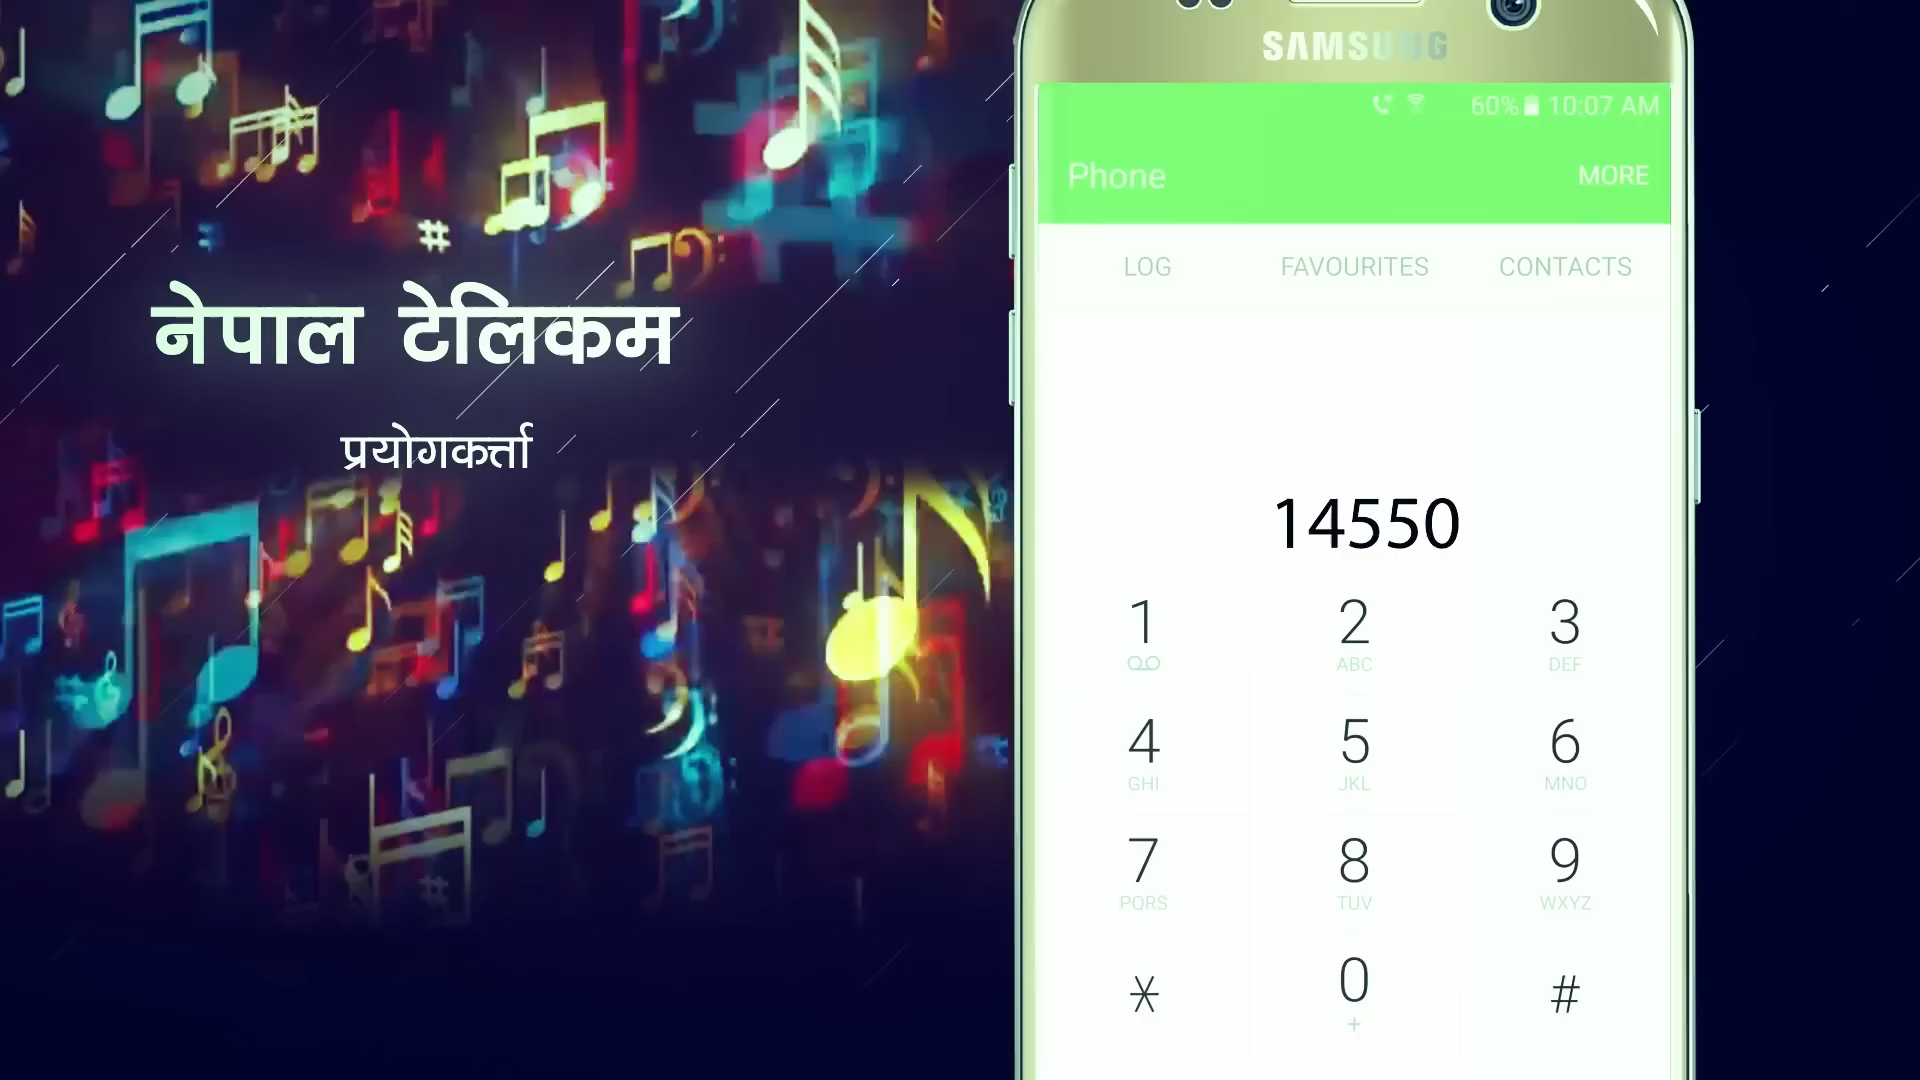 नेपाल टेलिकम
प्रयोगकर्त्ता
SAMSUNG
60% 10:07 AM
Phone MORE
LOG FAVOURITES CONTACTS
14550
1 2 3
ABC DEF
4 5 6
GHI JKL MNO
7 8 9
PQRS TUV WXYZ
* 0 #
+